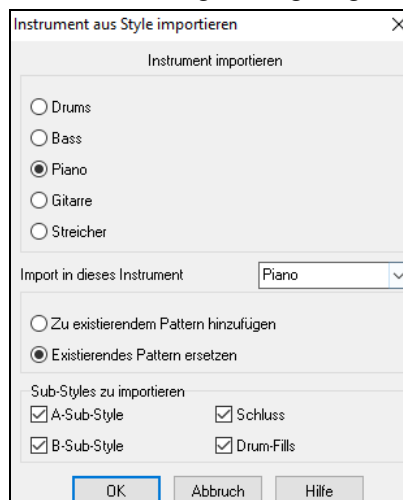 Instrument aus Style importieren
Instrument importieren
Drums
Bass
Piano
Gitarre
Streicher
Import in dieses Instrument Piano
Zu existierendem Pattern hinzufügen
Existierendes Pattern ersetzen
Sub-Styles zu importieren
A-Sub-Style Schluss
B-Sub-Style Drum-Fills
OK Abbruch Hilfe